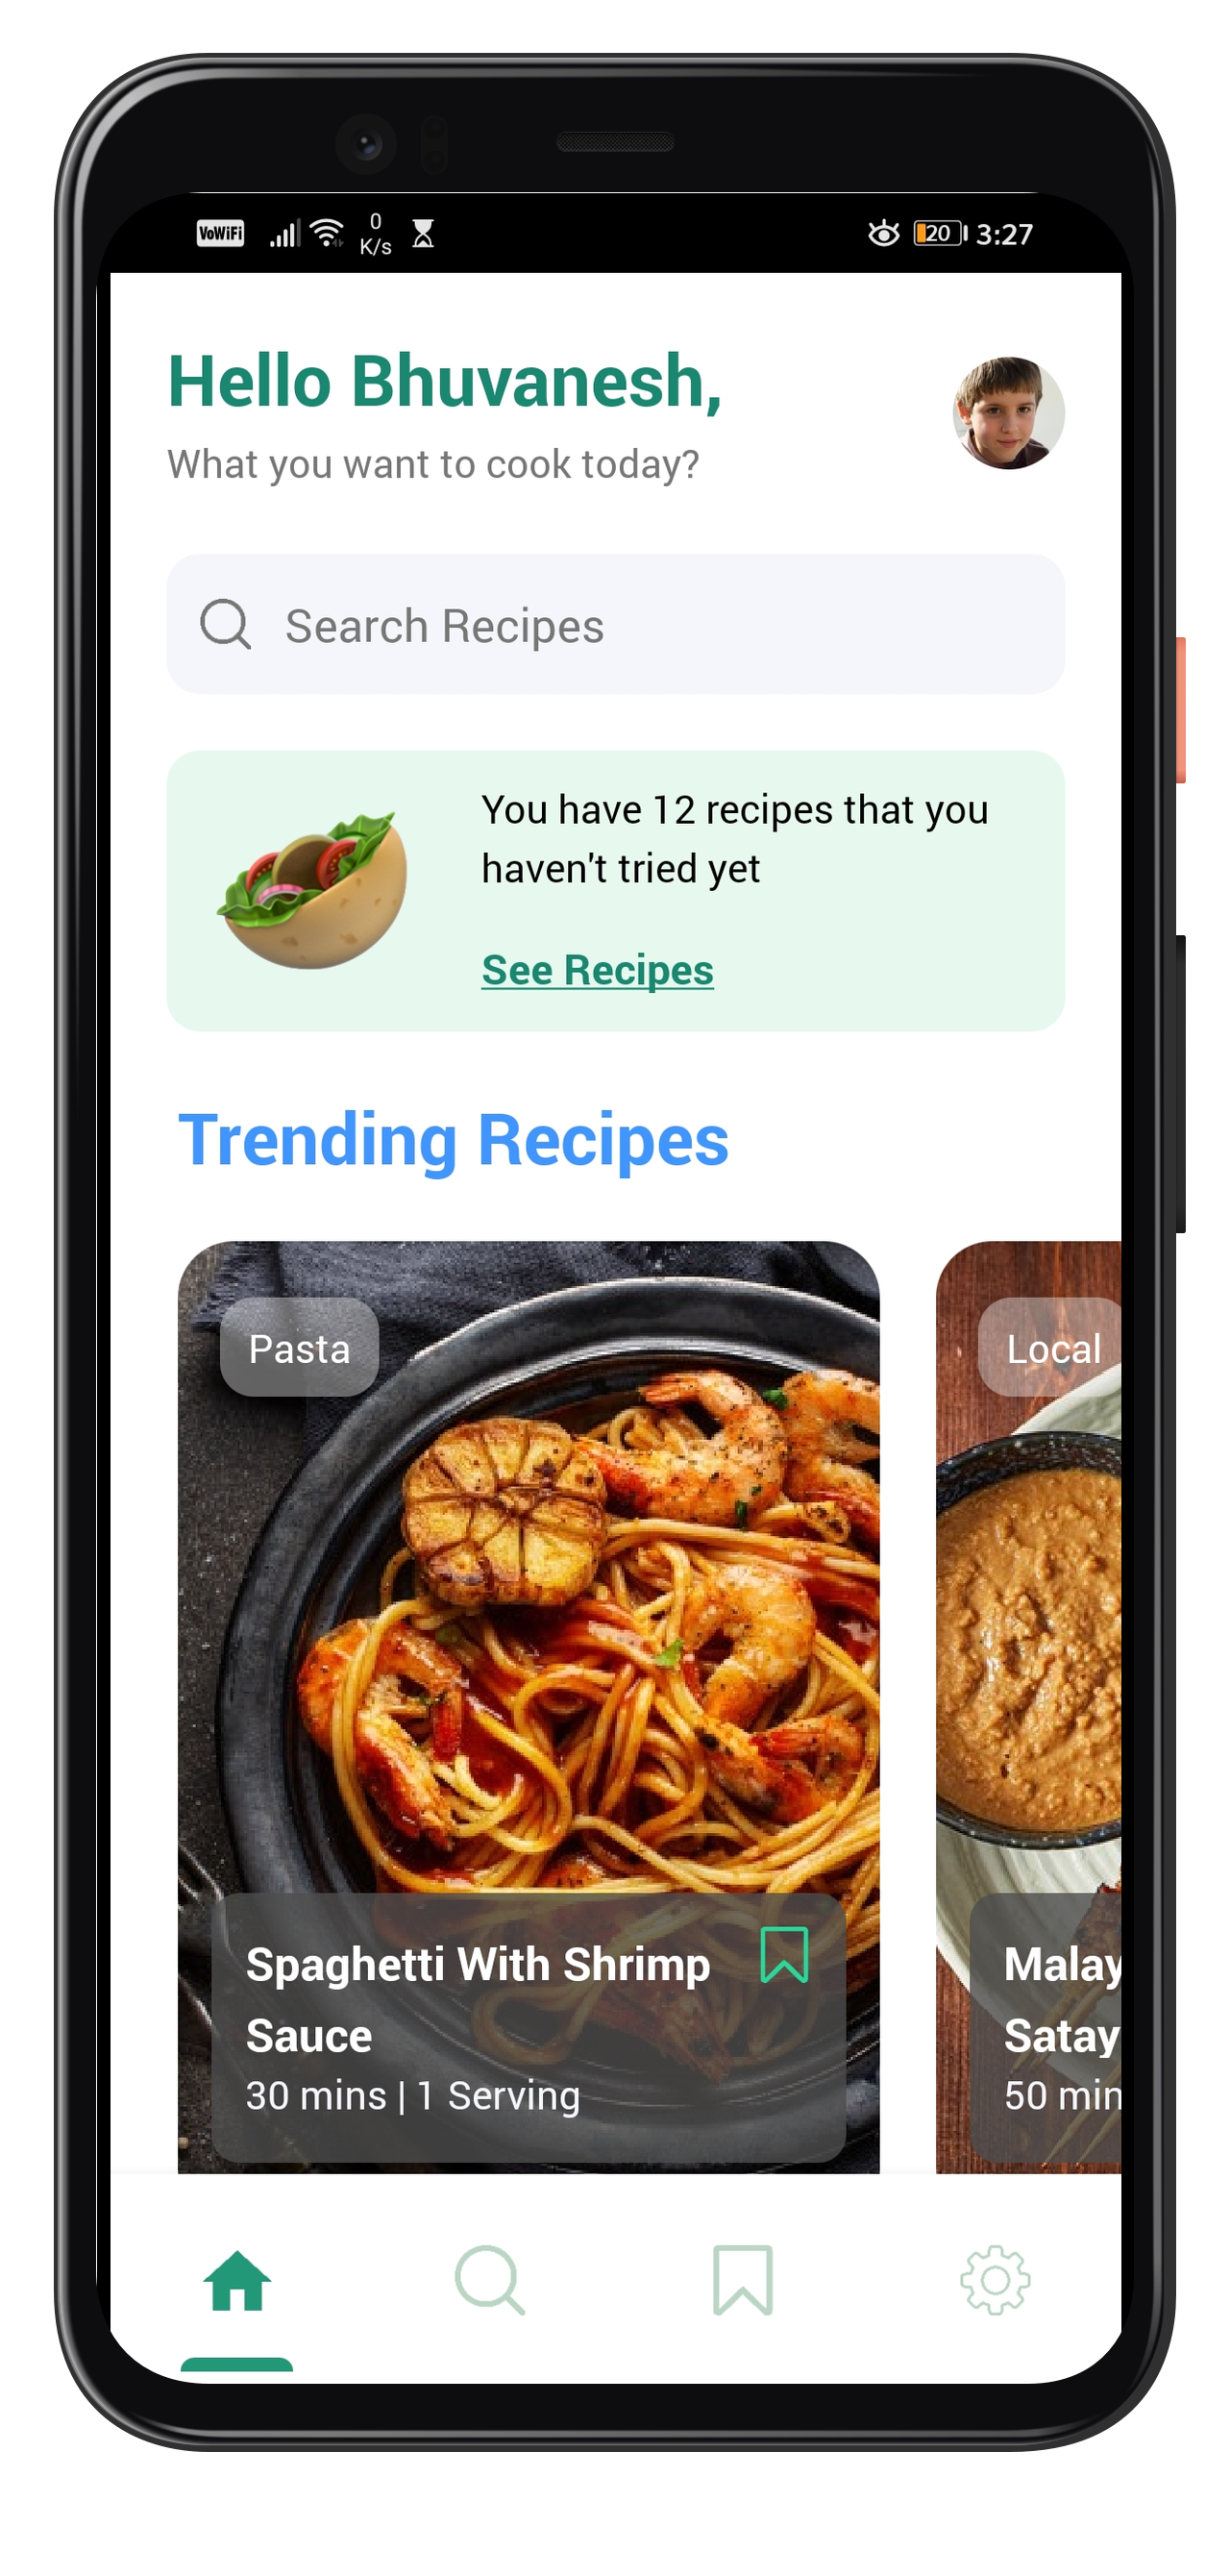 VoWiFi 0 K/s 20 3:27
Hello Bhuvanesh,
What you want to cook today?
Search Recipes
You have 12 recipes that you
haven't tried yet
See Recipes
Trending Recipes
Pasta
Local
Spaghetti With Shrimp
Sauce
30 mins | 1 Serving
Malay
Satay
50 min